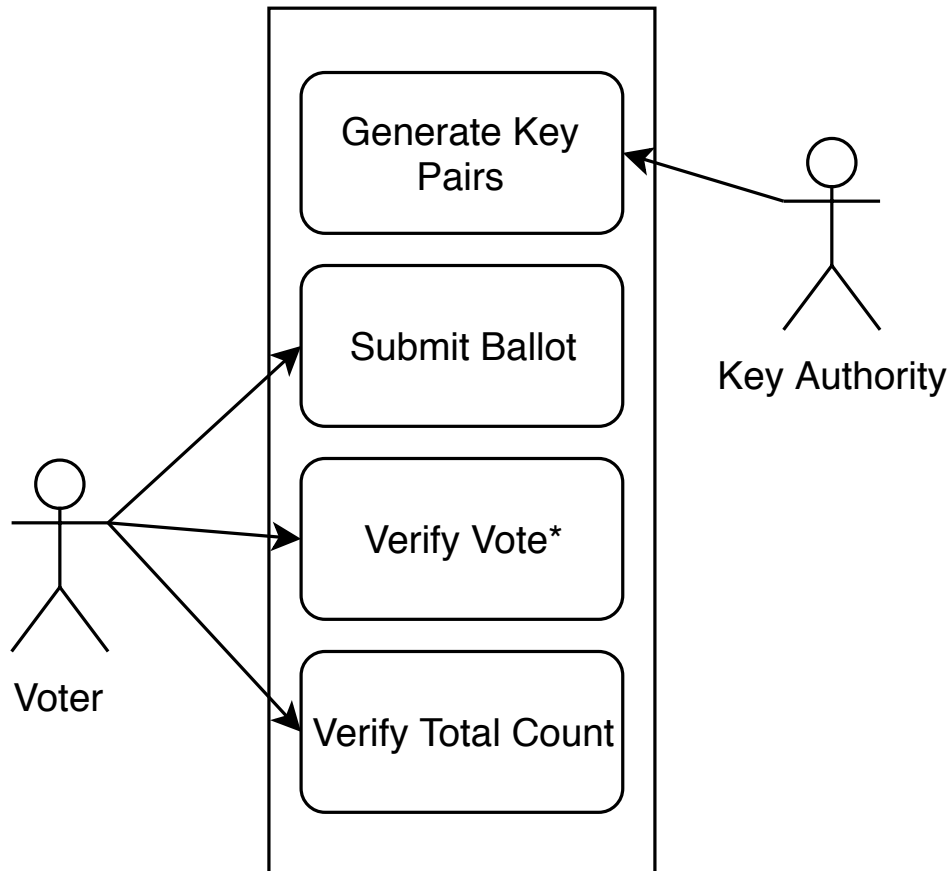 Generate Key
Pairs
Submit Ballot
Key Authority
Verify Vote*
Voter
Verify Total Count